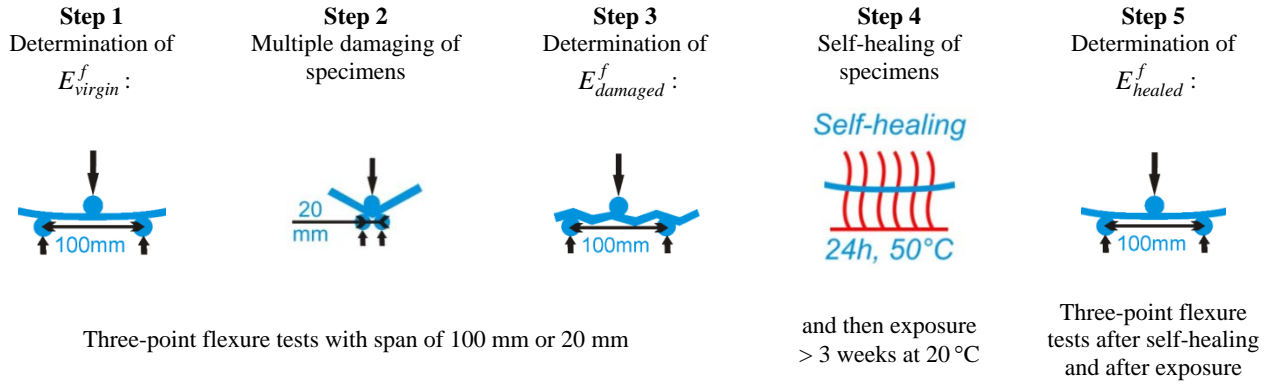 Step 1
Determination of
E^f_virgin :
100mm
Step 2
Multiple damaging of
specimens
20
mm
Step 3
Determination of
E^f_damaged :
100mm
Three-point flexure tests with span of 100 mm or 20 mm
Step 4
Self-healing of
specimens
Self-healing
24h, 50°C
and then exposure
> 3 weeks at 20 °C
Step 5
Determination of
E^f_healed :
100mm
Three-point flexure
tests after self-healing
and after exposure